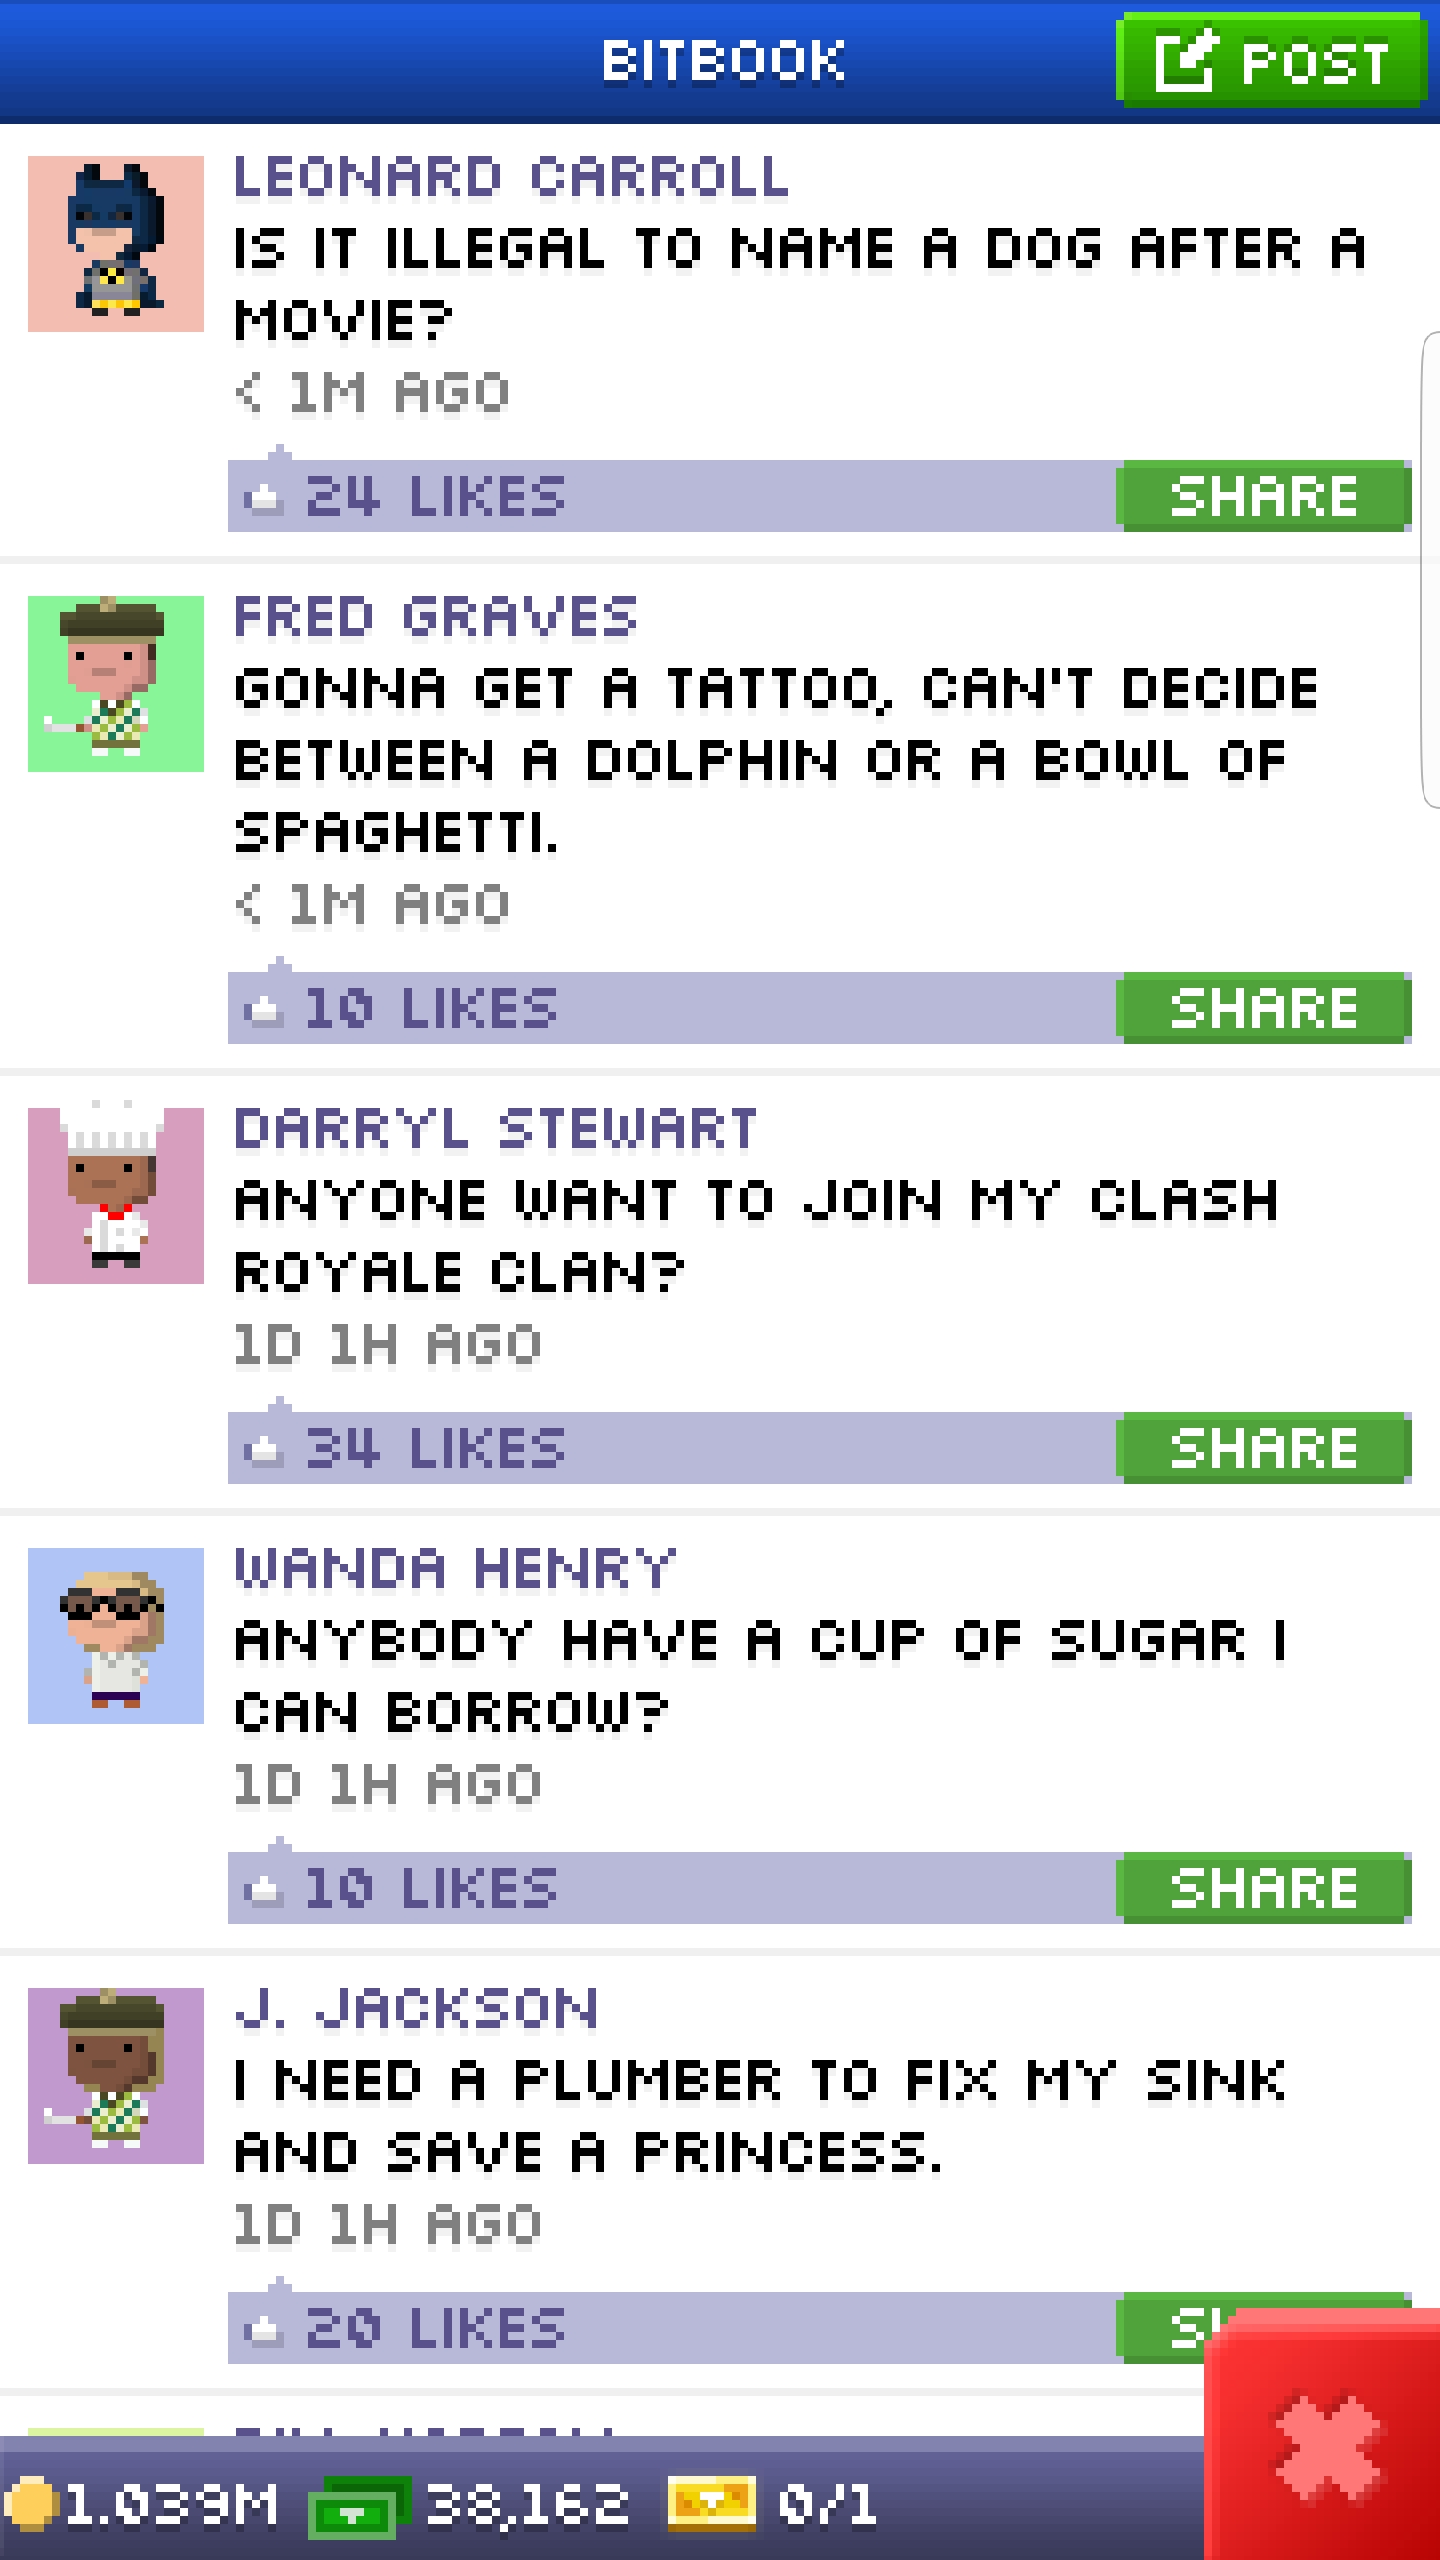 BITBOOK
POST
LEONARD CARROLL
IS IT ILLEGAL TO NAME A DOG AFTER A
MOVIE?
< 1M AGO
24 LIKES
SHARE
FRED GRAVES
GONNA GET A TATTOO, CAN'T DECIDE
BETWEEN A DOLPHIN OR A BOWL OF
SPAGHETTI.
< 1M AGO
10 LIKES
SHARE
DARRYL STEWART
ANYONE WANT TO JOIN MY CLASH
ROYALE CLAN?
1D 1H AGO
34 LIKES
SHARE
WANDA HENRY
ANYBODY HAVE A CUP OF SUGAR I
CAN BORROW?
1D 1H AGO
10 LIKES
SHARE
J. JACKSON
I NEED A PLUMBER TO FIX MY SINK
AND SAVE A PRINCESS.
1D 1H AGO
20 LIKES
1.039M
38,162
0/1